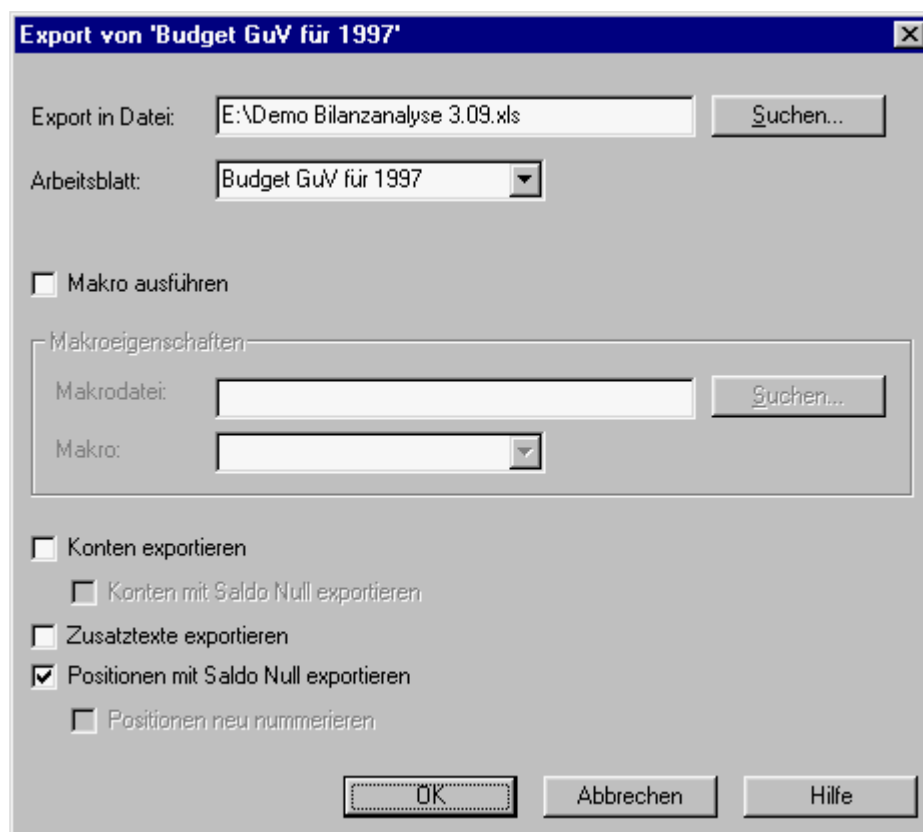 Export von 'Budget GuV für 1997'
Export in Datei: E:\Demo Bilanzanalyse 3.09.xls Suchen...
Arbeitsblatt: Budget GuV für 1997
Makro ausführen
Makroeigenschaften
Makrodatei: Suchen...
Makro:
Konten exportieren
Konten mit Saldo Null exportieren
Zusatztexte exportieren
Positionen mit Saldo Null exportieren
Positionen neu nummerieren
OK Abbrechen Hilfe